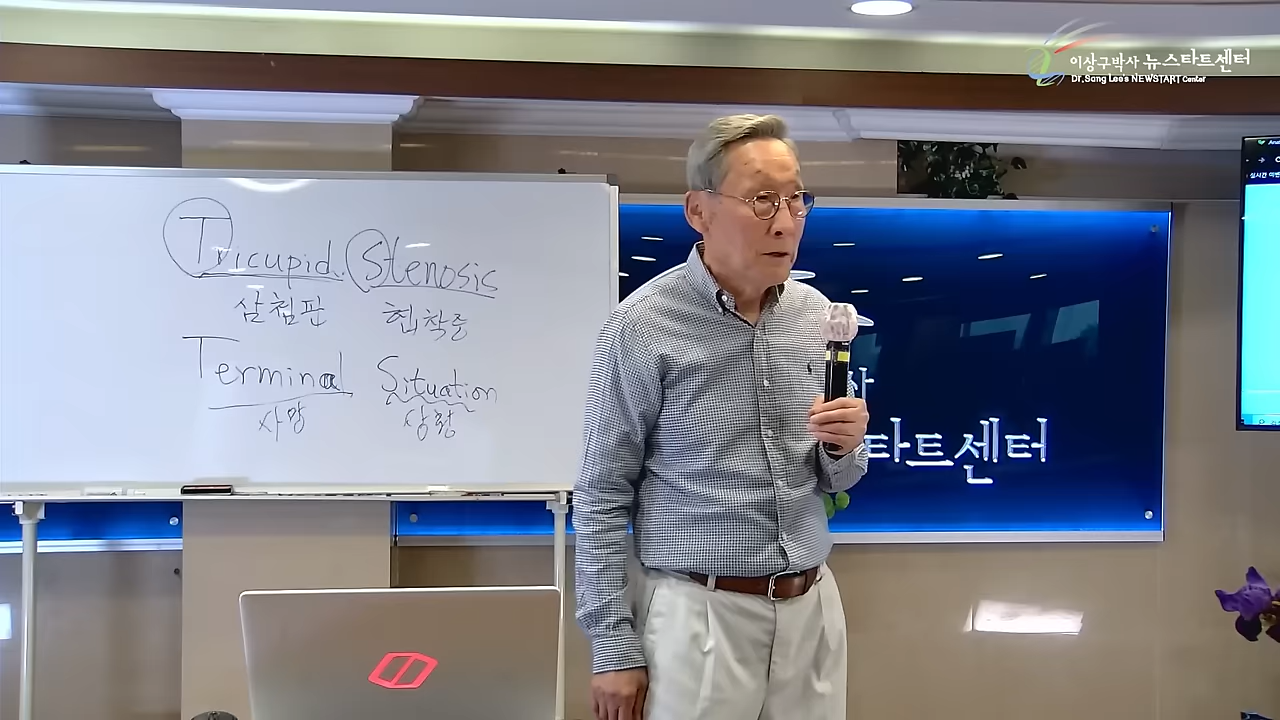 이상구박사 뉴스타트센터
Dr.Sang Lee's NEWSTART Center
Tricupid. Stenosis
삼첨판 협착증
Terminal Situation
사망 상황
타트센터